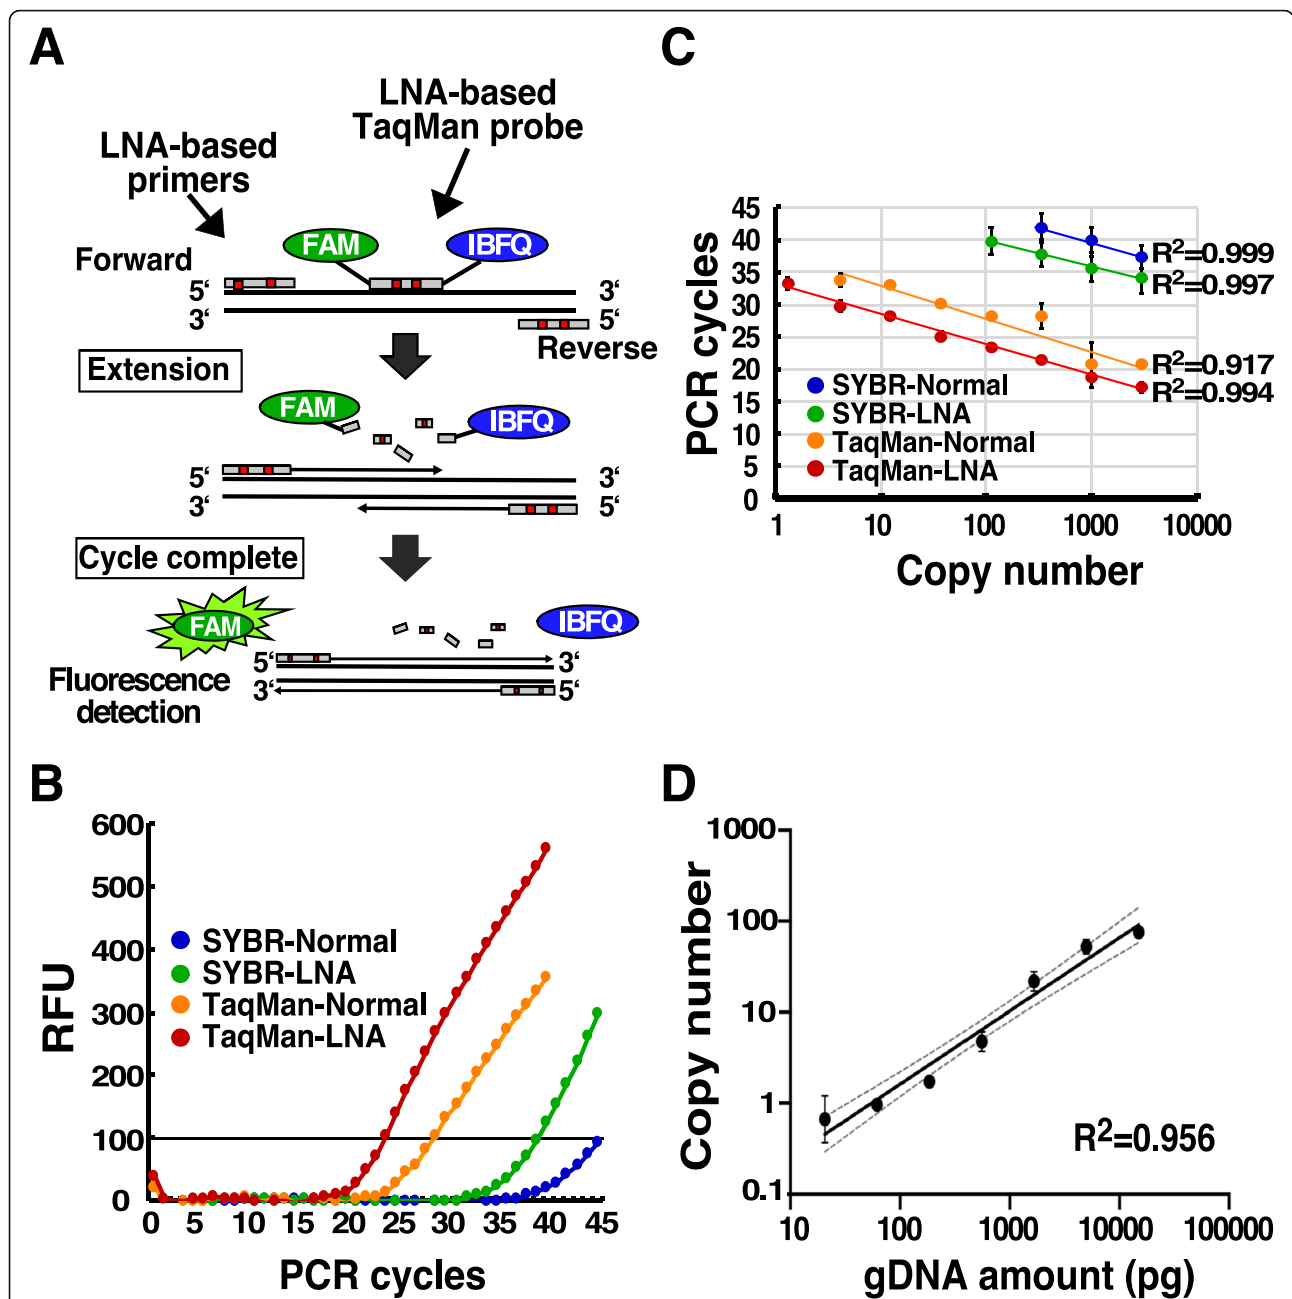 A
LNA-based
TaqMan probe
LNA-based
primers
FAM
IBFQ
Forward
5‘
3‘
3‘
5‘
Reverse
Extension
FAM
IBFQ
5‘
3‘
3‘
5‘
Cycle complete
FAM
IBFQ
5‘
3‘
3‘
5‘
Fluorescence
detection
B
600
500
400
300
200
100
0
RFU
SYBR-Normal
SYBR-LNA
TaqMan-Normal
TaqMan-LNA
0 5 10 15 20 25 30 35 40 45
PCR cycles
C
45
40
35
30
25
20
15
10
5
0
PCR cycles
R²=0.999
R²=0.997
R²=0.917
R²=0.994
SYBR-Normal
SYBR-LNA
TaqMan-Normal
TaqMan-LNA
1 10 100 1000 10000
Copy number
D
1000
100
10
1
0.1
Copy number
R²=0.956
10 100 1000 10000 100000
gDNA amount (pg)